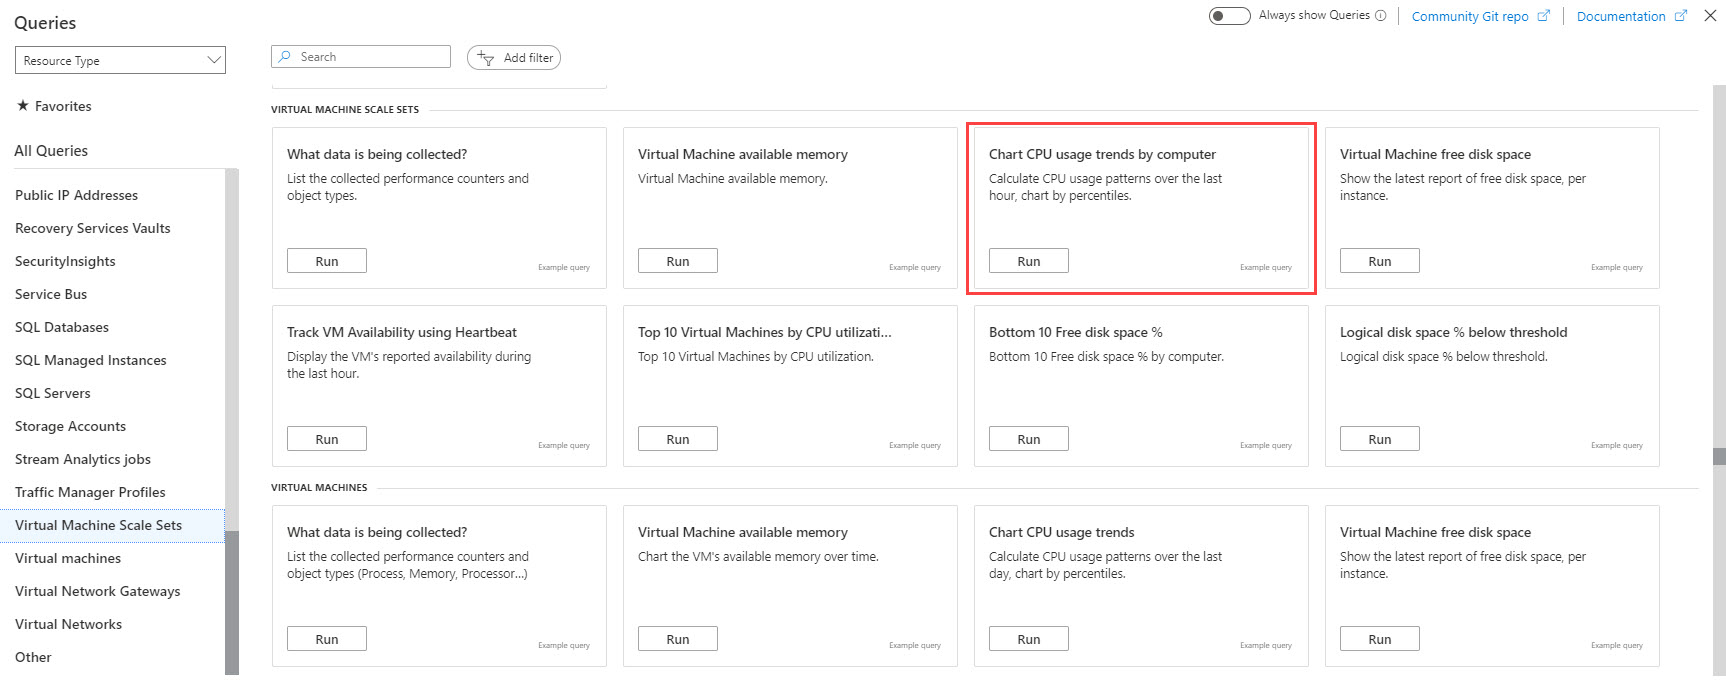 Queries
Always show Queries
Community Git repo
Documentation
Resource Type
Search
Add filter
Favorites
All Queries
Public IP Addresses
Recovery Services Vaults
SecurityInsights
Service Bus
SQL Databases
SQL Managed Instances
SQL Servers
Storage Accounts
Stream Analytics jobs
Traffic Manager Profiles
Virtual Machine Scale Sets
Virtual machines
Virtual Network Gateways
Virtual Networks
Other
VIRTUAL MACHINE SCALE SETS
What data is being collected?
List the collected performance counters and
object types.
Run
Example query
Virtual Machine available memory
Virtual Machine available memory.
Run
Example query
Chart CPU usage trends by computer
Calculate CPU usage patterns over the last
hour, chart by percentiles.
Run
Example query
Virtual Machine free disk space
Show the latest report of free disk space, per
instance.
Run
Example query
Track VM Availability using Heartbeat
Display the VM's reported availability during
the last hour.
Run
Example query
Top 10 Virtual Machines by CPU utilizati...
Top 10 Virtual Machines by CPU utilization.
Run
Example query
Bottom 10 Free disk space %
Bottom 10 Free disk space % by computer.
Run
Example query
Logical disk space % below threshold
Logical disk space % below threshold.
Run
Example query
VIRTUAL MACHINES
What data is being collected?
List the collected performance counters and
object types (Process, Memory, Processor...)
Run
Example query
Virtual Machine available memory
Chart the VM's available memory over time.
Run
Example query
Chart CPU usage trends
Calculate CPU usage patterns over the last
day, chart by percentiles.
Run
Example query
Virtual Machine free disk space
Show the latest report of free disk space, per
instance.
Run
Example query